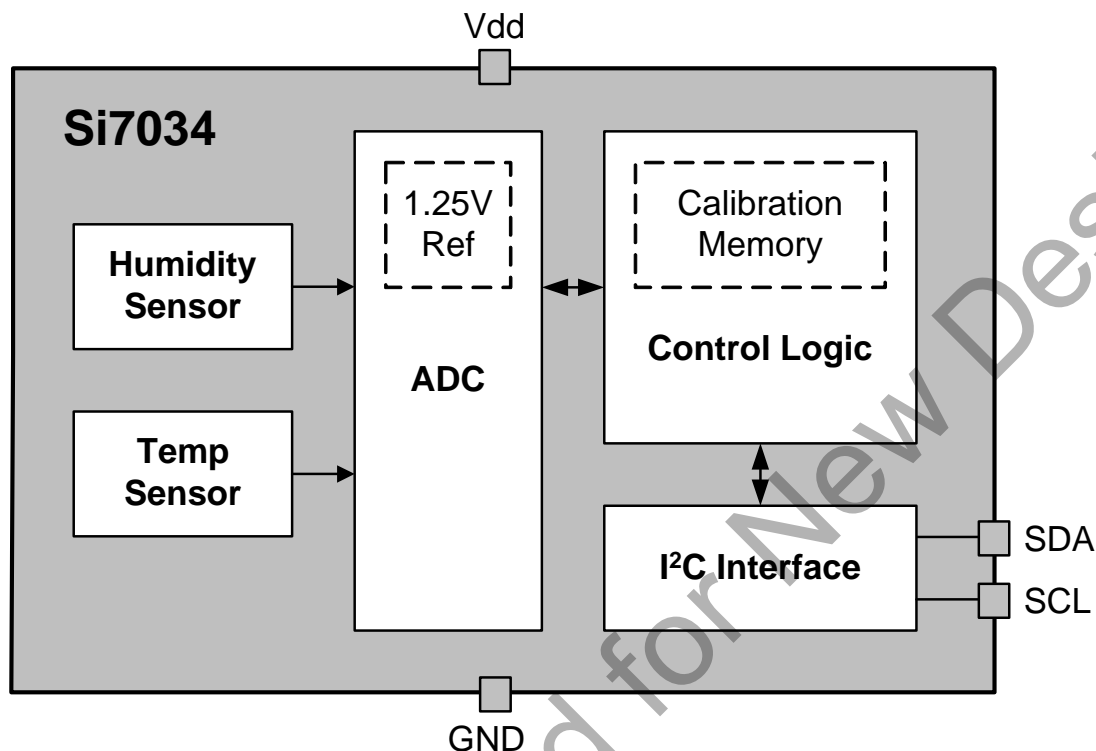 Vdd
Si7034
1.25V
Ref
Calibration
Memory
Humidity
Sensor
Control Logic
ADC
Temp
Sensor
I²C Interface
SDA
SCL
GND
for New